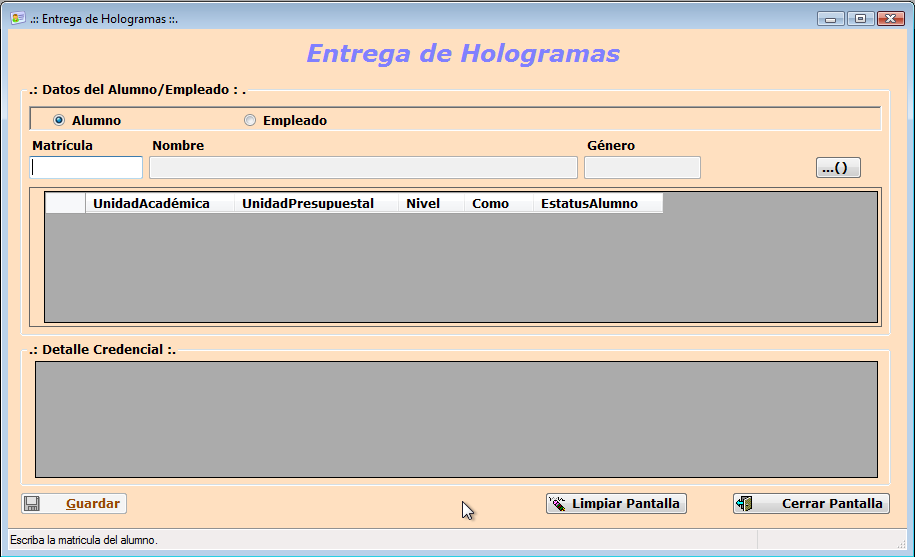 .:: Entrega de Hologramas ::.
Entrega de Hologramas
.: Datos del Alumno/Empleado : .
Alumno Empleado
Matrícula Nombre Género
...()
UnidadAcadémica UnidadPresupuestal Nivel Como EstatusAlumno
.: Detalle Credencial :.
Guardar Limpiar Pantalla Cerrar Pantalla
Escriba la matricula del alumno.